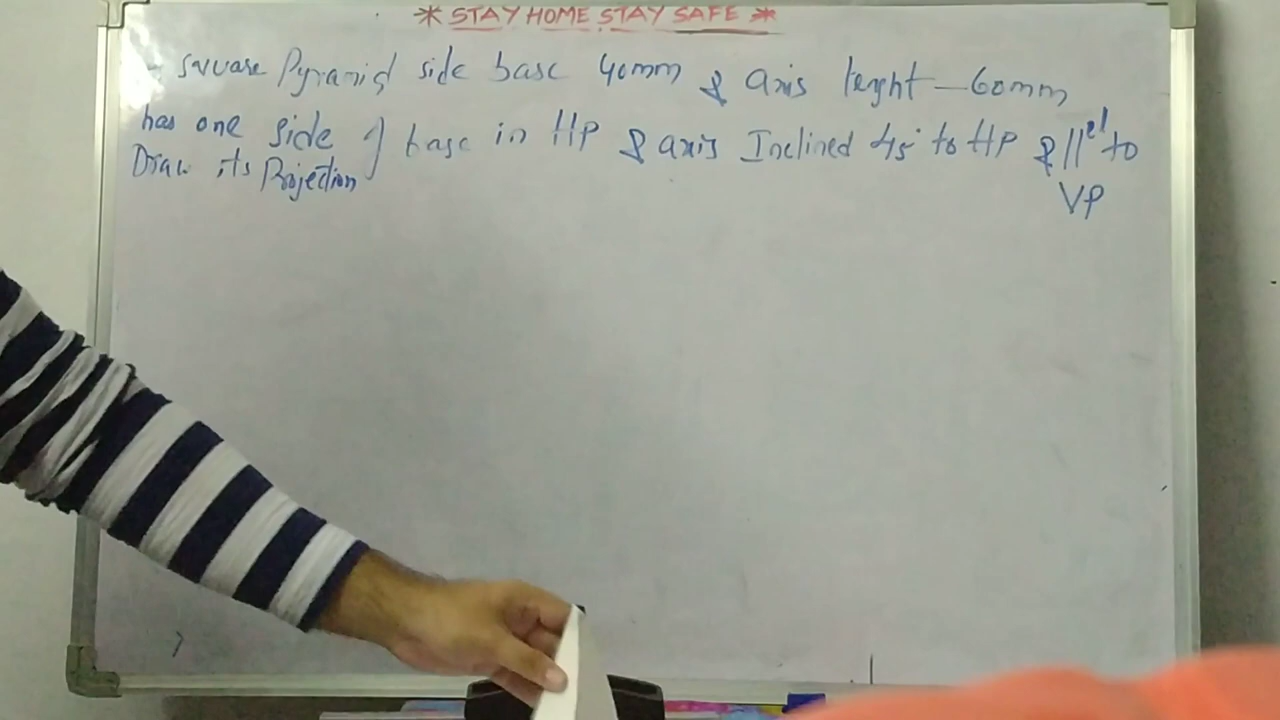 * STAY HOME STAY SAFE *
- Square Pyramid side base 40mm & axis lenght - 60mm
has one side of base in HP & axis Inclined 45° to HP & ||el to
VP
Draw its Projection